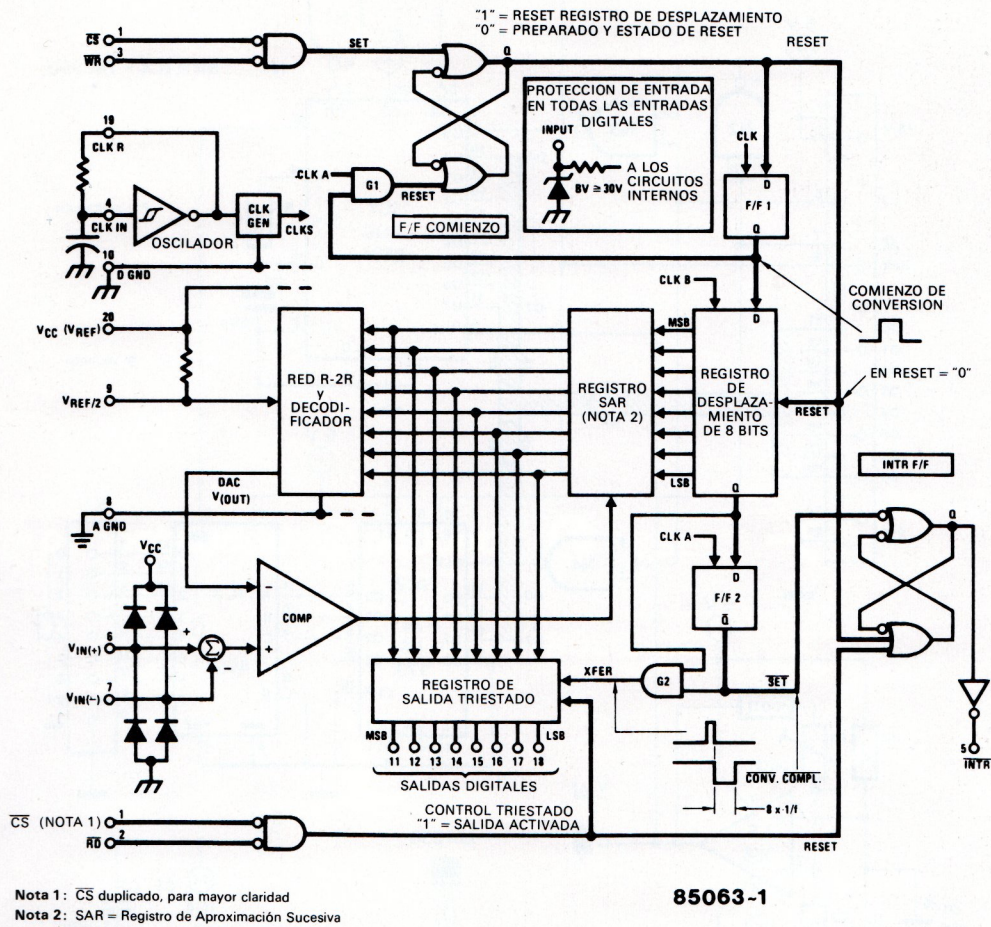 "1" = RESET REGISTRO DE DESPLAZAMIENTO
"0" = PREPARADO Y ESTADO DE RESET
CS
1
WR
3
SET
Q
RESET
PROTECCION DE ENTRADA
EN TODAS LAS ENTRADAS
DIGITALES
INPUT
BV ≥ 30V
A LOS
CIRCUITOS
INTERNOS
19
CLK R
4
CLK IN
OSCILADOR
CLK
GEN
CLKS
10
D GND
CLK A
G1
RESET
F/F COMIENZO
CLK
D
F/F 1
Q
COMIENZO DE
CONVERSION
CLK B
20
VCC (VREF)
9
VREF/2
RED R-2R
y
DECODI-
FICADOR
REGISTRO
SAR
(NOTA 2)
MSB
LSB
D
REGISTRO
DE
DESPLAZA-
MIENTO
DE 8 BITS
Q
RESET
EN RESET = "0"
INTR F/F
8
A GND
DAC
V(OUT)
VCC
COMP
-
+
6
VIN(+)
+
Σ
-
7
VIN(−)
CLK A
D
F/F 2
Q
Q
XFER
G2
SET
REGISTRO DE
SALIDA TRIESTADO
MSB
LSB
11 12 13 14 15 16 17 18
SALIDAS DIGITALES
CONV. COMPL.
8 x 1/f
5
INTR
CS (NOTA 1)
1
RD
2
CONTROL TRIESTADO
"1" = SALIDA ACTIVADA
RESET
Nota 1: CS duplicado, para mayor claridad
Nota 2: SAR = Registro de Aproximación Sucesiva
85063-1